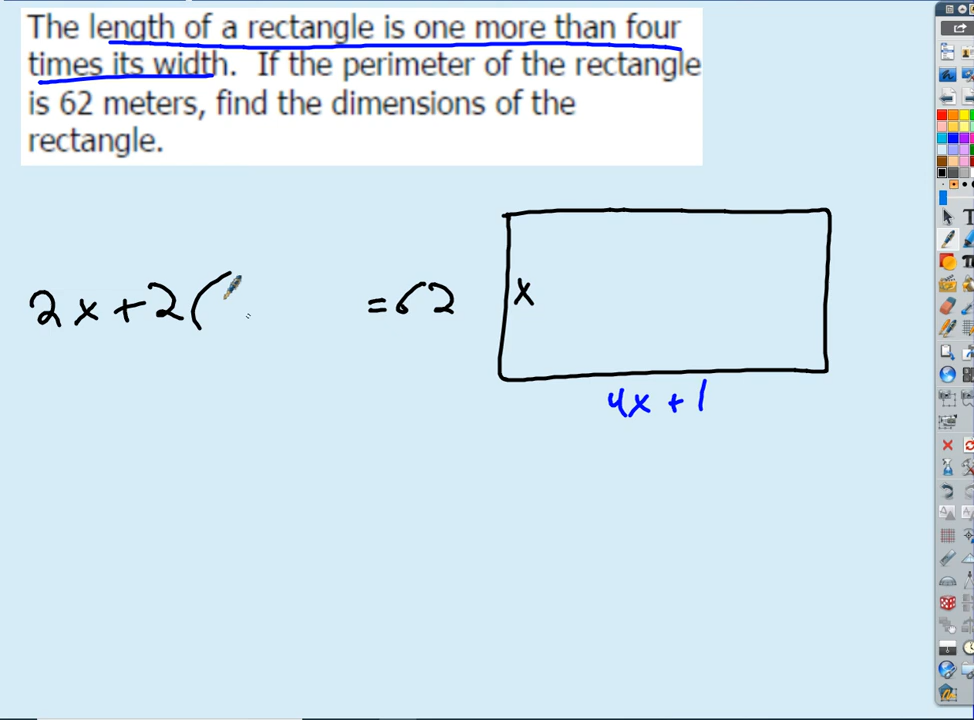 The length of a rectangle is one more than four
times its width. If the perimeter of the rectangle
is 62 meters, find the dimensions of the
rectangle.
2x+2( =62
x
4x+1